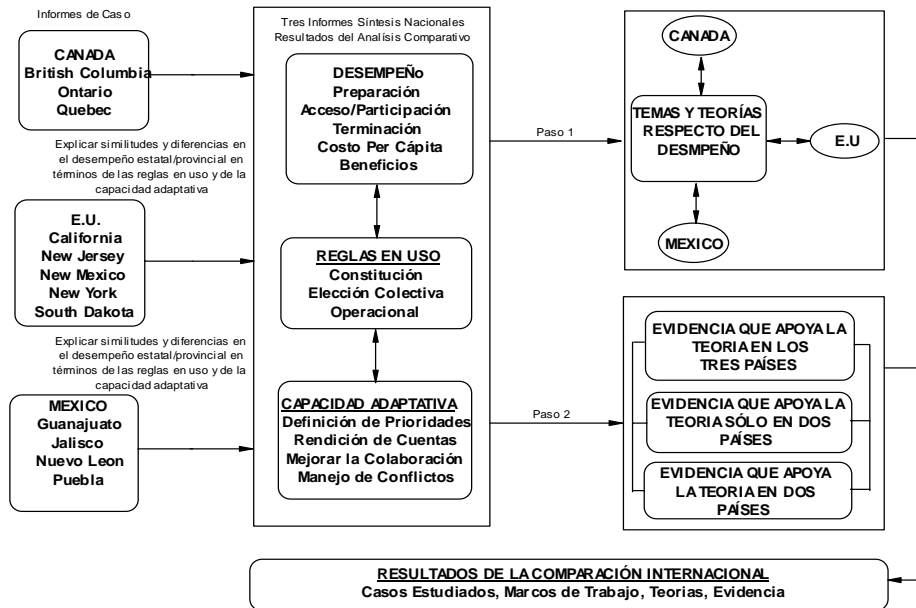 Informes de Caso
CANADA
British Columbia
Ontario
Quebec
Explicar similitudes y diferencias en
el desempeño estatal/provincial en
términos de las reglas en uso y de la
capacidad adaptativa
E.U.
California
New Jersey
New Mexico
New York
South Dakota
Explicar similitudes y diferencias en
el desempeño estatal/provincial en
términos de las reglas en uso y de la
capacidad adaptativa
MEXICO
Guanajuato
Jalisco
Nuevo Leon
Puebla
Tres Informes Síntesis Nacionales
Resultados del Analísis Comparativo
DESEMPEÑo
Preparación
Acceso/Participación
Terminación
Costo Per Cápita
Beneficios
REGLAS EN USO
Constitución
Elección Colectiva
Operacional
CAPACIDAD ADAPTATIVA
Definición de Prioridades
Rendición de Cuentas
Mejorar la Colaboración
Manejo de Conflictos
Paso 1
CANADA
TEMAS Y TEORÍAS
RESPECTO DEL
DESMPEÑO
E.U
MEXICO
Paso 2
EVIDENCIA QUE APOYA LA
TEORIA EN LOS
TRES PAÍSES
EVIDENCIA QUE APOYA LA
TEORIA SÓLO EN DOS
PAÍSES
EVIDENCIA QUE APOYA
LA TEORIA EN DOS
PAÍSES
RESULTADOS DE LA COMPARACIÓN INTERNACIONAL
Casos Estudiados, Marcos de Trabajo, Teorias, Evidencia